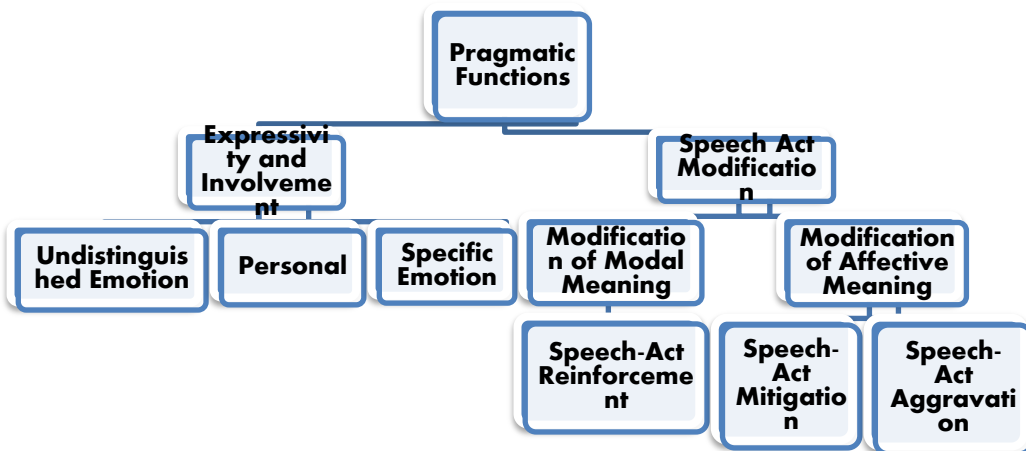 Pragmatic
Functions
Expressivi
ty and
Involveme
nt
Speech Act
Modificatio
n
Undistinguis
hed Emotion
Personal
Specific
Emotion
Modificatio
n of Modal
Meaning
Modification
of Affective
Meaning
Speech-Act
Reinforceme
nt
Speech-
Act
Mitigatio
n
Speech-
Act
Aggravati
on